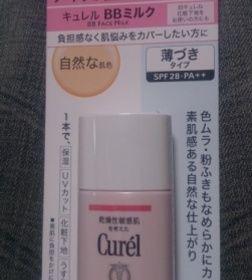 キュレル BBミルク
BB FACE MILK
負担感なく肌悩みをカバーしたい方に
自然な肌色
薄づき
タイプ
SPF28・PA++
色ムラ・粉ふきもなめらかに
素肌感ある自然な仕上がり
1本で、保湿 UVカット 化粧下地
乾燥性敏感肌
を考えた
Curél